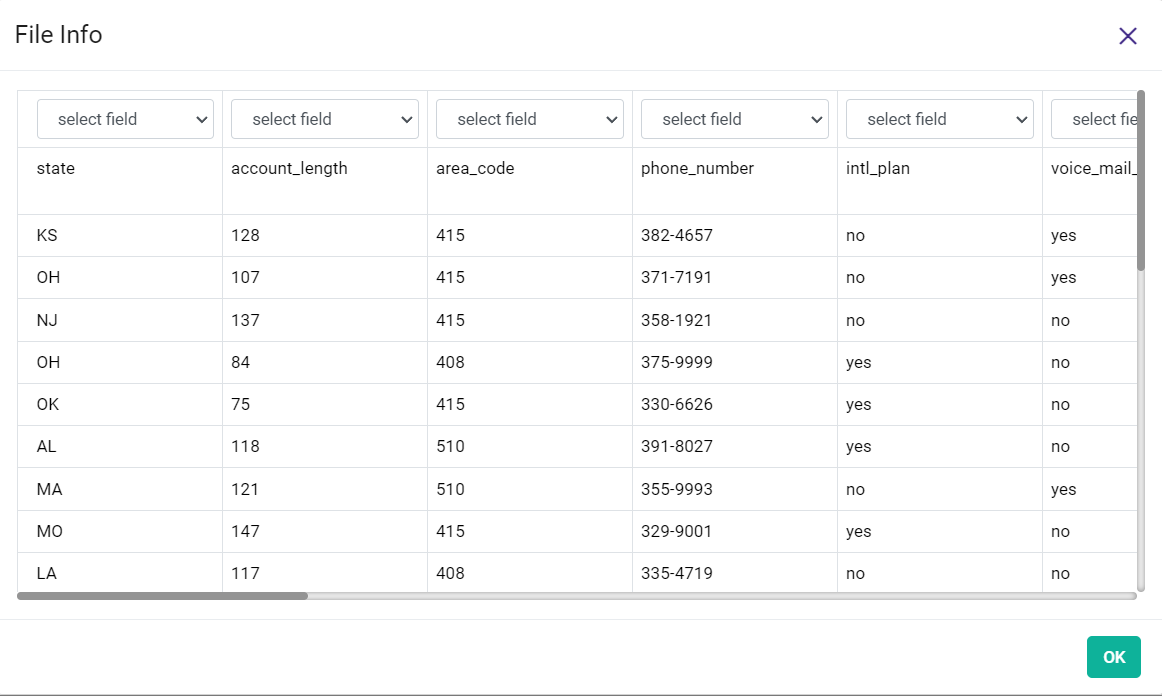 File Info
select field select field select field select field select field select fie
state account_length area_code phone_number intl_plan voice_mail_
KS 128 415 382-4657 no yes
OH 107 415 371-7191 no yes
NJ 137 415 358-1921 no no
OH 84 408 375-9999 yes no
OK 75 415 330-6626 yes no
AL 118 510 391-8027 yes no
MA 121 510 355-9993 no yes
MO 147 415 329-9001 yes no
LA 117 408 335-4719 no no
OK